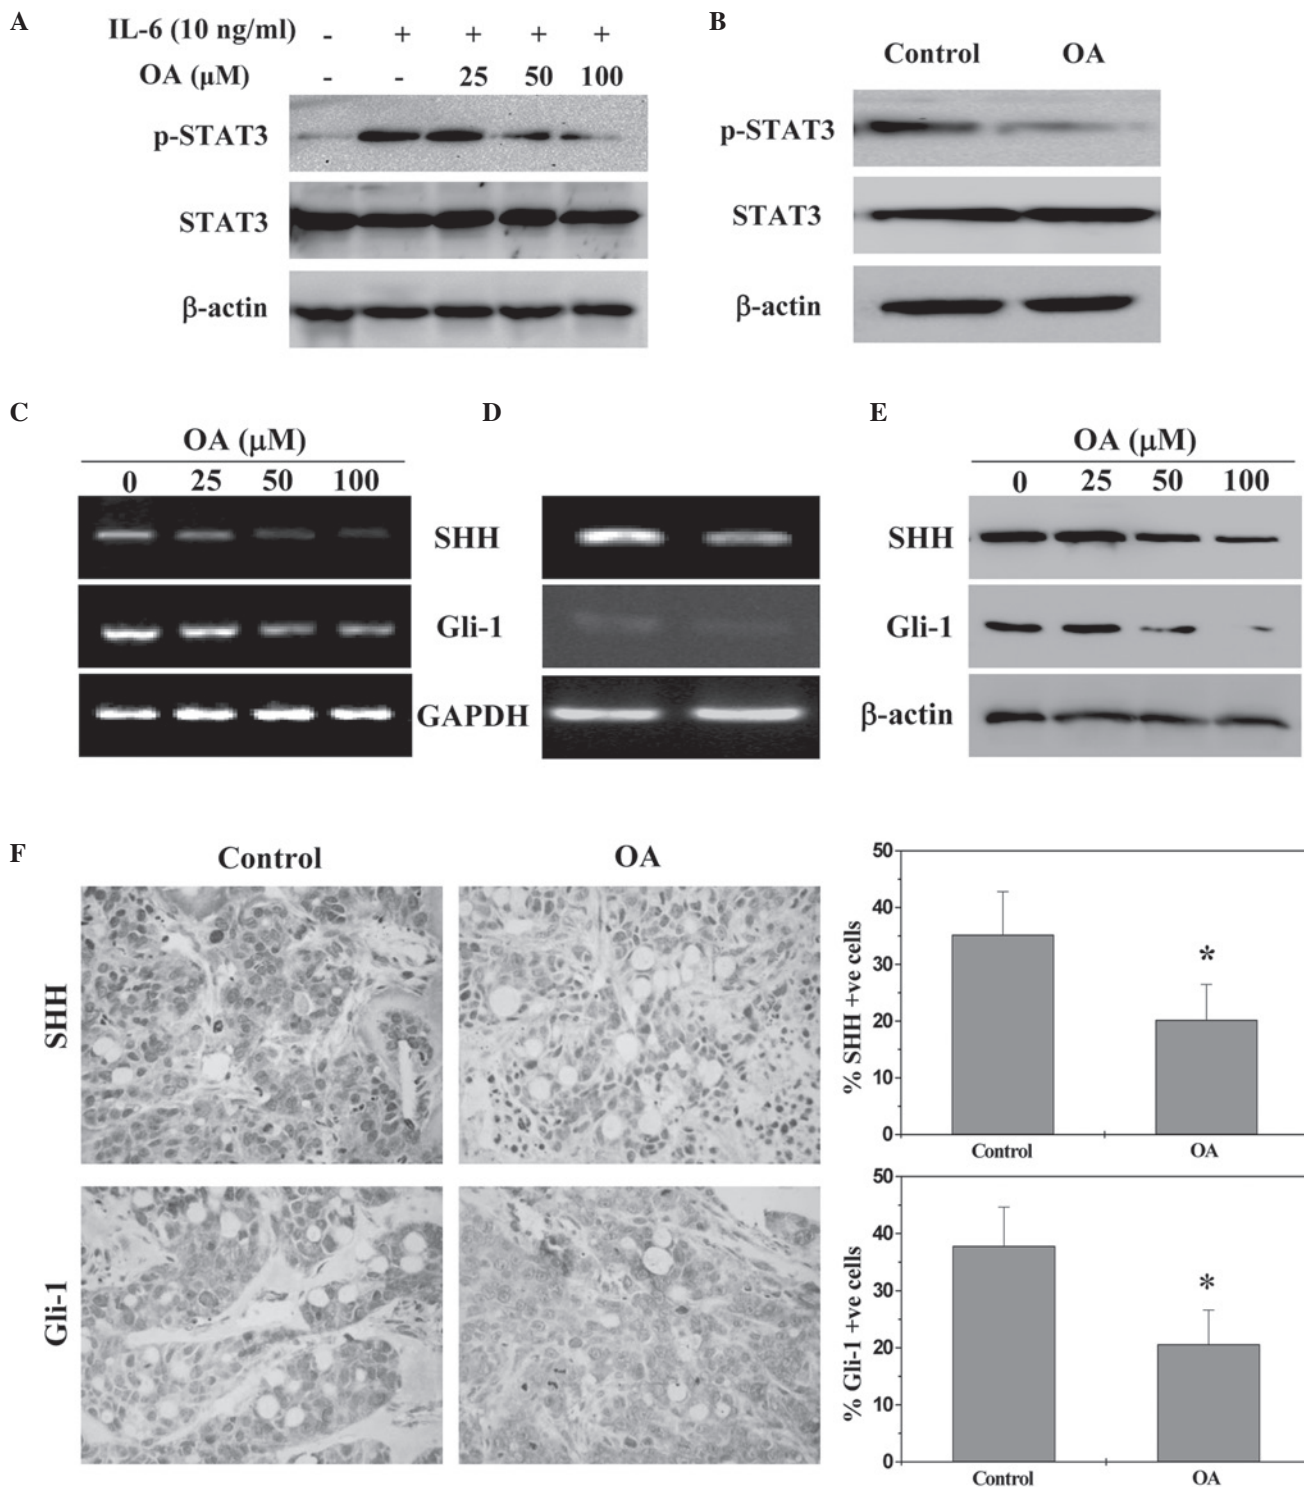 A
IL-6 (10 ng/ml) - + + + +
OA (μM) - - 25 50 100
p-STAT3
STAT3
β-actin
B
Control OA
p-STAT3
STAT3
β-actin
C
OA (μM)
0 25 50 100
D
SHH
Gli-1
GAPDH
E
OA (μM)
0 25 50 100
SHH
Gli-1
β-actin
F
Control OA
SHH
Gli-1
% SHH +ve cells
50
40
30
20
10
0
*
Control OA
% Gli-1 +ve cells
50
40
30
20
10
0
*
Control OA